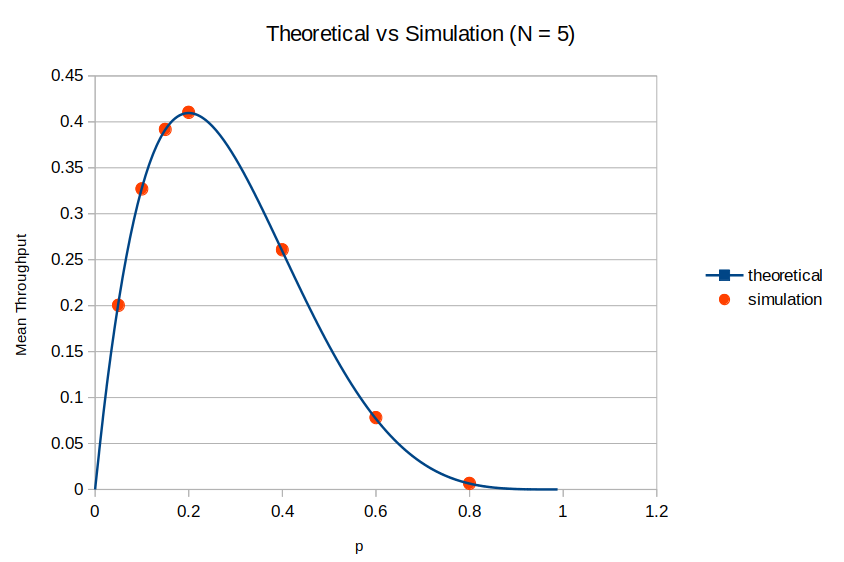 Theoretical vs Simulation (N = 5)
0.45
0.4
0.35
0.3
0.25
0.2
0.15
0.1
0.05
0
Mean Throughput
0 0.2 0.4 0.6 0.8 1 1.2
p
theoretical
simulation